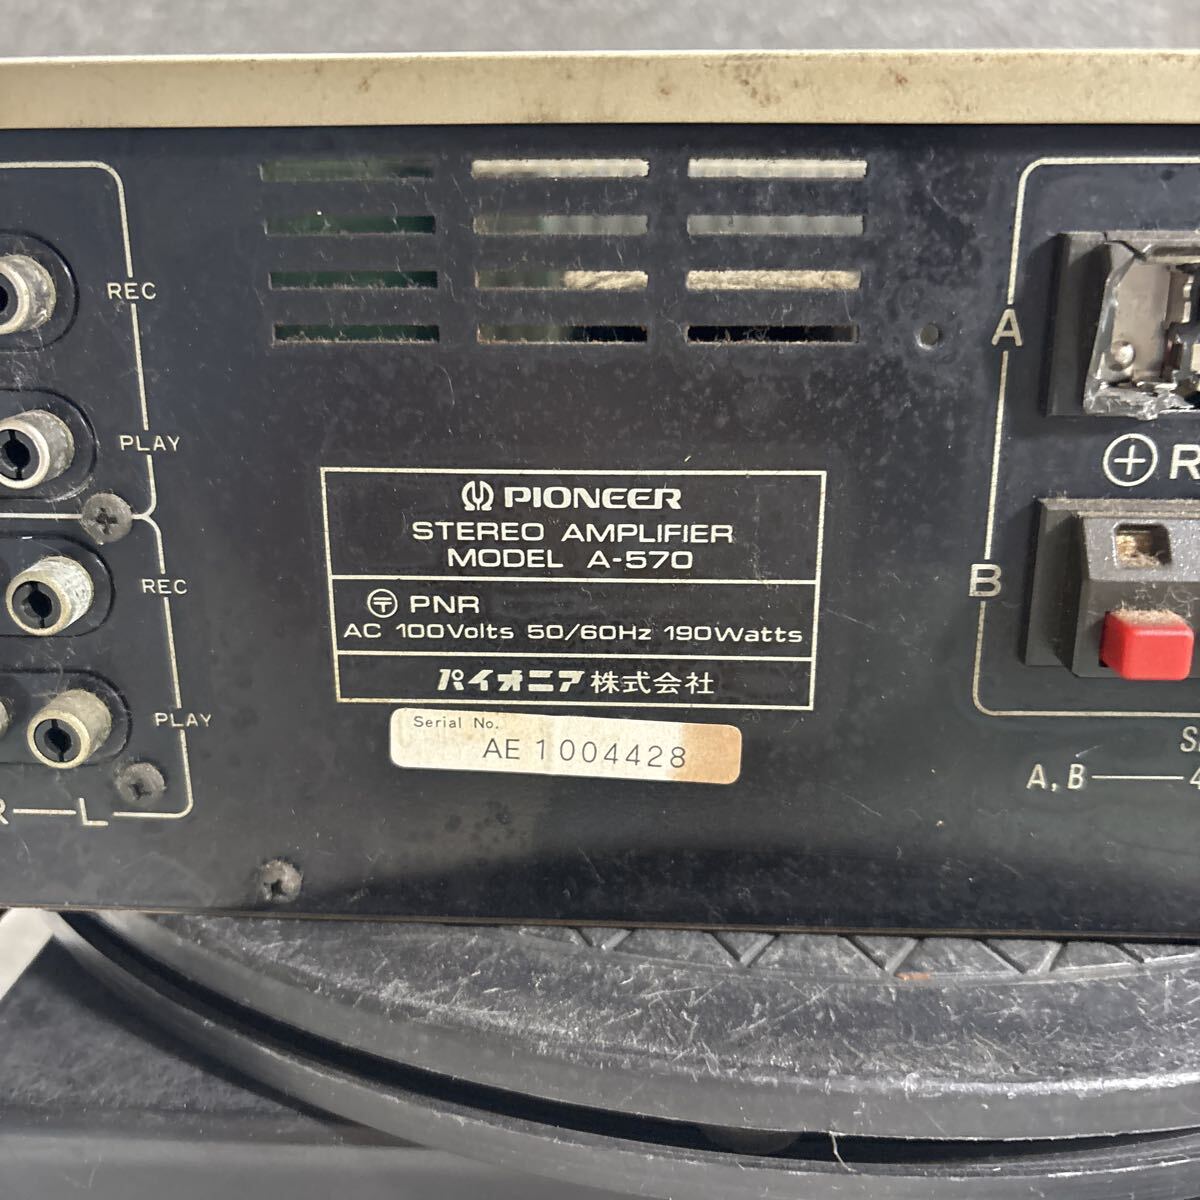 REC
PLAY
REC
PLAY
R L
PIONEER
STEREO AMPLIFIER
MODEL A-570
〒 PNR
AC 100Volts 50/60Hz 190Watts
パイオニア株式会社
Serial No.
AE 1004428
A
⊕ R
B
S
A, B 4